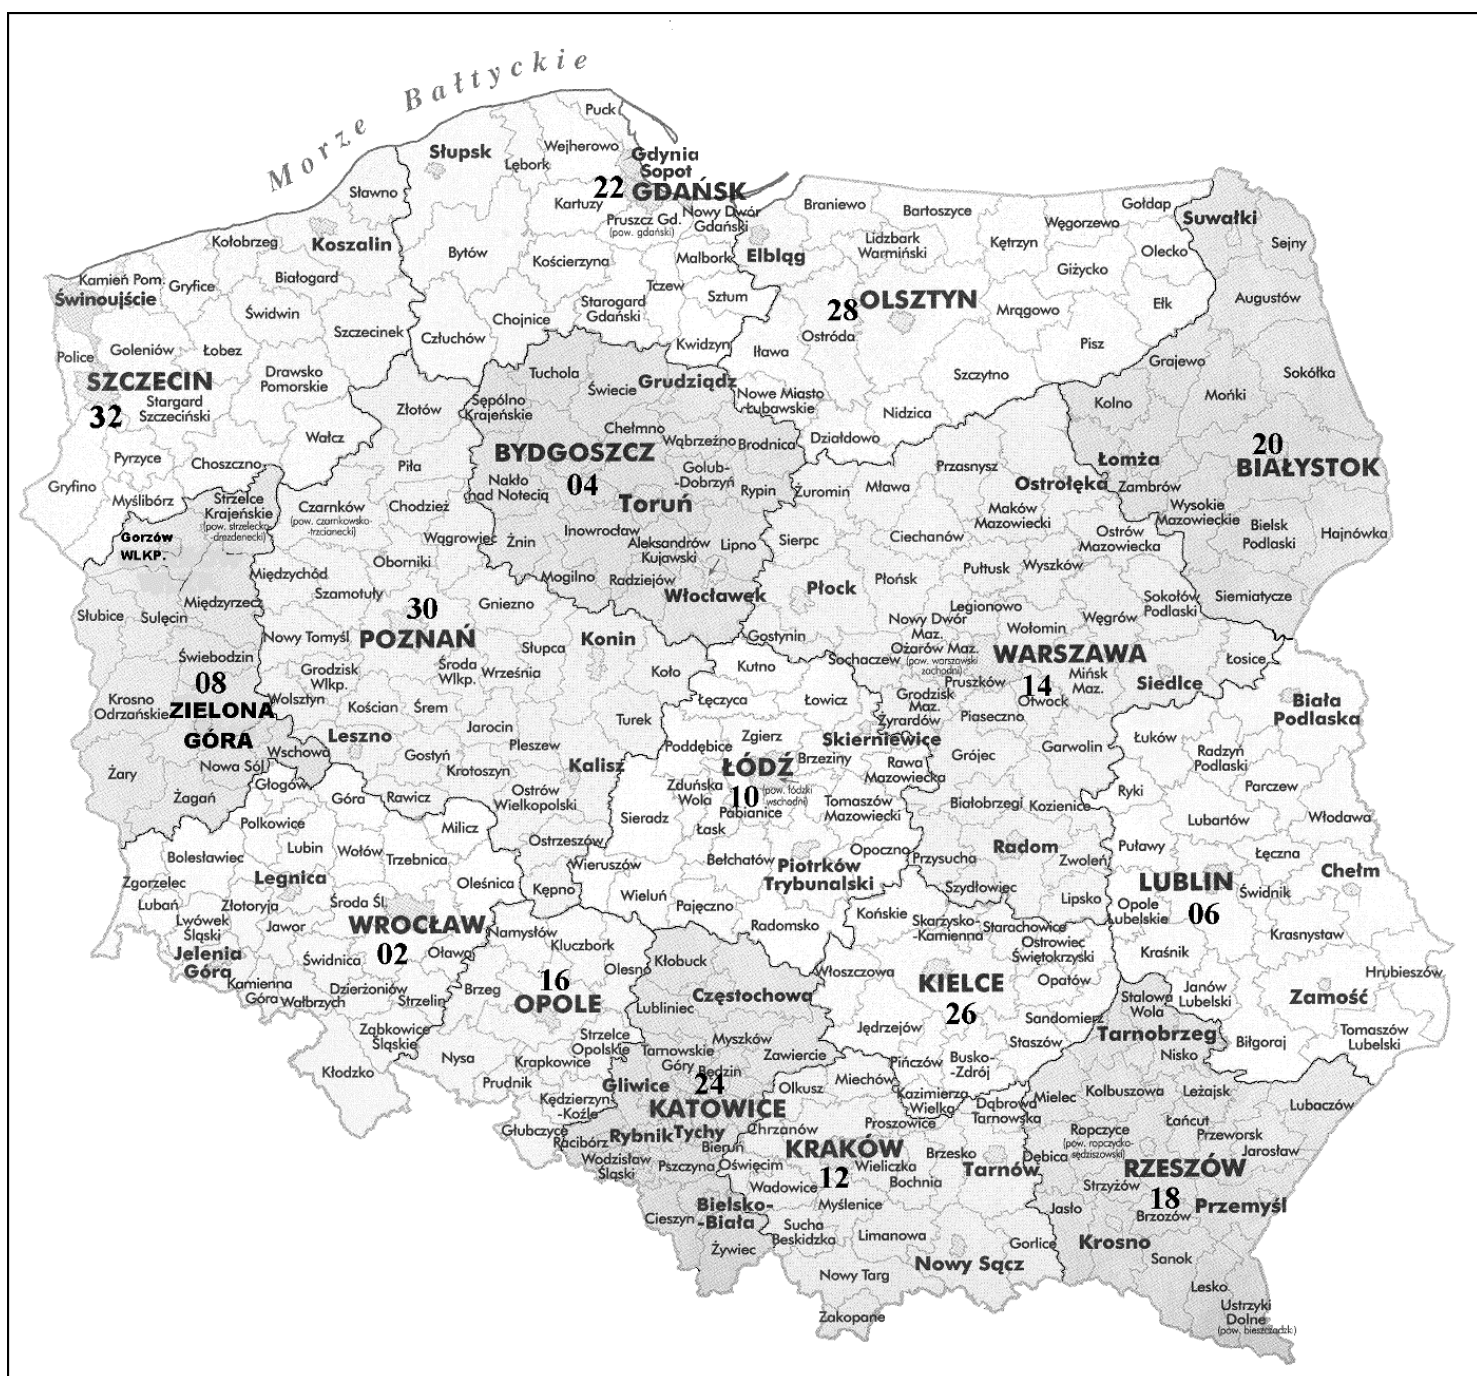 Morze Bałtyckie
Puck
Słupsk
Wejherowo
Lębork
Gdynia
Sopot
22 GDAŃSK
Sławno
Kartuzy
Pruszcz Gd.
(pow. gdański)
Nowy Dwór
Gdański
Braniewo
Bartoszyce
Gołdap
Węgorzewo
Suwałki
Kołobrzeg
Koszalin
Bytów
Kościerzyna
Malbork
Elbląg
Lidzbark
Warmiński
Kętrzyn
Olecko
Sejny
Kamień Pom.
Świnoujście
Gryfice
Białogard
Tczew
Sztum
Giżycko
Augustów
Świdwin
Szczecinek
Chojnice
Starogard
Gdański
28 OLSZTYN
Mrągowo
Ełk
Police
Goleniów
Łobez
Człuchów
Kwidzyn
Iława
Ostróda
Pisz
Grajewo
SZCZECIN
32
Stargard
Szczeciński
Drawsko
Pomorskie
Tuchola
Świecie
Grudziądz
Nowe Miasto
Lubawskie
Szczytno
Sokółka
Mońki
Kolno
Złotów
Sępólno
Krajeńskie
Chełmno
Wąbrzeźno
Brodnica
Działdowo
Nidzica
Wałcz
Pyrzyce
Choszczno
Piła
BYDGOSZCZ
04
Nakło
nad Notecią
Golub-
-Dobrzyń
Rypin
Toruń
Żuromin
Mława
Przasnysz
Ostrołęka
Łomża
Zambrów
20
BIAŁYSTOK
Gryfino
Myślibórz
Strzelce
Krajeńskie
(pow. strzelecko-
-drezdenecki)
Czarnków
(pow. czarnkowsko-
-trzcianecki)
Chodzież
Maków
Mazowiecki
Wysokie
Mazowieckie
Bielsk
Podlaski
Hajnówka
Gorzów
WLKP.
Wągrowiec
Żnin
Inowrocław
Aleksandrów
Kujawski
Lipno
Sierpc
Ciechanów
Ostrów
Mazowiecka
Międzychód
Oborniki
Szamotuły
Mogilno
Radziejów
Włocławek
Płock
Płońsk
Pułtusk
Wyszków
Sokołów
Podlaski
Siemiatycze
Słubice
Sulęcin
Międzyrzecz
30
POZNAŃ
Gniezno
Nowy Tomyśl
Słupca
Konin
Gostynin
Legionowo
Nowy Dwór
Maz.
Wołomin
Węgrów
Świebodzin
08
ZIELONA
GÓRA
Grodzisk
Wlkp.
Środa
Wlkp.
Września
Koło
Kutno
Sochaczew
Ożarów Maz.
(pow. warszawski
zachodni)
WARSZAWA
14
Pruszków
Otwock
Mińsk
Maz.
Siedlce
Łosice
Krosno
Odrzańskie
Wolsztyn
Kościan
Śrem
Jarocin
Turek
Łęczyca
Łowicz
Grodzisk
Maz.
Żyrardów
Piaseczno
Biała
Podlaska
Wschowa
Leszno
Gostyń
Pleszew
Krotoszyn
Kalisz
Poddębice
Zgierz
Skierniewice
Brzeziny
Rawa
Mazowiecka
Grójec
Garwolin
Łuków
Radzyń
Podlaski
Żary
Nowa Sól
Żagań
Głogów
Góra
Rawicz
Ostrów
Wielkopolski
ŁÓDŹ
10
(pow. łódzki
wschodni)
Zduńska
Wola
Pabianice
Tomaszów
Mazowiecki
Białobrzegi
Kozienice
Ryki
Parczew
Polkowice
Milicz
Sieradz
Łask
Lubartów
Włodawa
Bolesławiec
Lubin
Wołów
Trzebnica
Ostrzeszów
Wieruszów
Bełchatów
Piotrków
Trybunalski
Opoczno
Przysucha
Radom
Zwoleń
Puławy
Łęczna
Zgorzelec
Lubań
Legnica
Oleśnica
Kępno
Wieluń
Pajęczno
Szydłowiec
Lipsko
LUBLIN
06
Świdnik
Chełm
Lwówek
Śląski
Złotoryja
Jawor
Środa Śl.
WROCŁAW
02
Oława
Namysłów
Kluczbork
Radomsko
Końskie
Skarżysko-
-Kamienna
Starachowice
Ostrowiec
Świętokrzyski
Opole
Lubelskie
Krasnystaw
Jelenia
Góra
Kamienna
Góra
Świdnica
Wałbrzych
Dzierżoniów
Strzelin
Brzeg
16
OPOLE
Olesno
Kłobuck
Lubliniec
Częstochowa
Włoszczowa
KIELCE
26
Opatów
Kraśnik
Janów
Lubelski
Zamość
Hrubieszów
Ząbkowice
Śląskie
Nysa
Strzelce
Opolskie
Krapkowice
Myszków
Zawiercie
Jędrzejów
Sandomierz
Staszów
Stalowa
Wola
Tarnobrzeg
Nisko
Biłgoraj
Tomaszów
Lubelski
Kłodzko
Prudnik
Tarnowskie
Góry
Będzin
24
KATOWICE
Gliwice
Kędzierzyn
-Koźle
Olkusz
Miechów
Pińczów
Busko-
-Zdrój
Kazimierza
Wielka
Dąbrowa
Tarnowska
Mielec
Kolbuszowa
Leżajsk
Lubaczów
Głubczyce
Racibórz
Rybnik
Tychy
Bieruń
Chrzanów
Proszowice
Ropczyce
(pow. ropczycko-
-sędziszowski)
Łańcut
Przeworsk
Jarosław
Wodzisław
Śląski
Pszczyna
Oświęcim
KRAKÓW
12
Wieliczka
Bochnia
Brzesko
Tarnów
Dębica
RZESZÓW
18
Strzyżów
Przemyśl
Cieszyn
Bielsko-
-Biała
Wadowice
Myślenice
Jasło
Brzozów
Żywiec
Sucha
Beskidzka
Limanowa
Gorlice
Krosno
Sanok
Nowy Targ
Nowy Sącz
Lesko
Zakopane
Ustrzyki
Dolne
(pow. bieszczadzki)